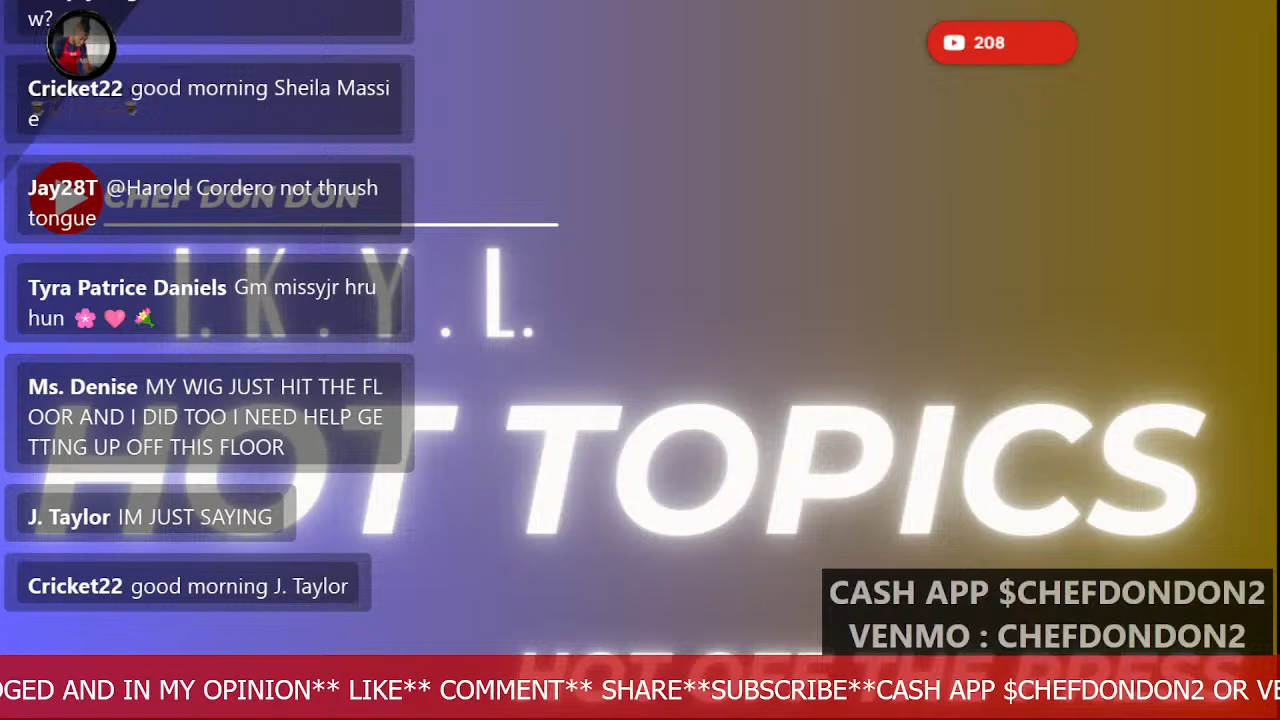 w?
208
Cricket22 good morning Sheila Massi
e
Jay28T @Harold Cordero not thrush
tongue
CHEF DON DON
Tyra Patrice Daniels Gm missyjr hru
hun 🌸 💗 💐
I. K . Y . L.
Ms. Denise MY WIG JUST HIT THE FL
OOR AND I DID TOO I NEED HELP GE
TTING UP OFF THIS FLOOR
HOT TOPICS
J. Taylor IM JUST SAYING
Cricket22 good morning J. Taylor
CASH APP $CHEFDONDON2
VENMO : CHEFDONDON2
HOT OFF THE PRESS
OGED AND IN MY OPINION** LIKE** COMMENT** SHARE**SUBSCRIBE**CASH APP $CHEFDONDON2 OR VE